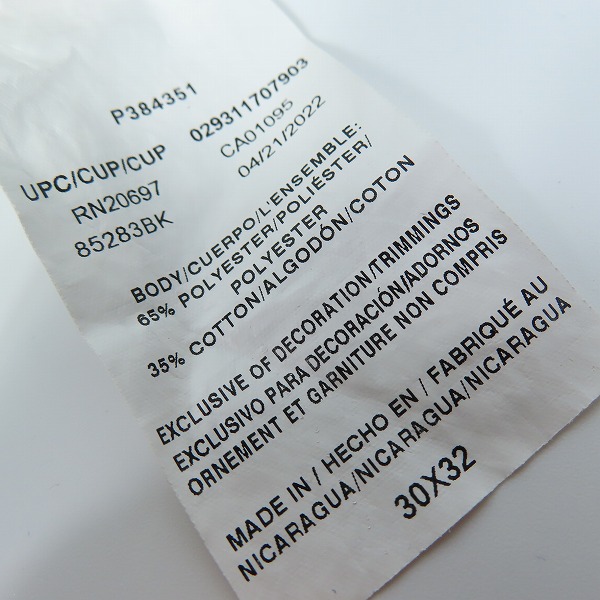 P384351
UPC/CUP/CUP 029311707903
RN20697 CA01095
85283BK 04/21/2022
BODY/CUERPO/L'ENSEMBLE:
65% POLYESTER/POLIÉSTER/
POLYESTER
35% COTTON/ALGODÓN/COTON
EXCLUSIVE OF DECORATION/TRIMMINGS
EXCLUSIVO PARA DECORACIÓN/ADORNOS
ORNEMENT ET GARNITURE NON COMPRIS
MADE IN / HECHO EN / FABRIQUÉ AU
NICARAGUA/NICARAGUA/NICARAGUA
30X32